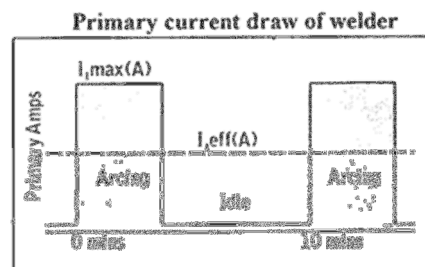 Primary current draw of welder
I₁max(A)
I₁eff(A)
Primary Amps
Arcing
Idle
Arcing
0 mins
10 mins